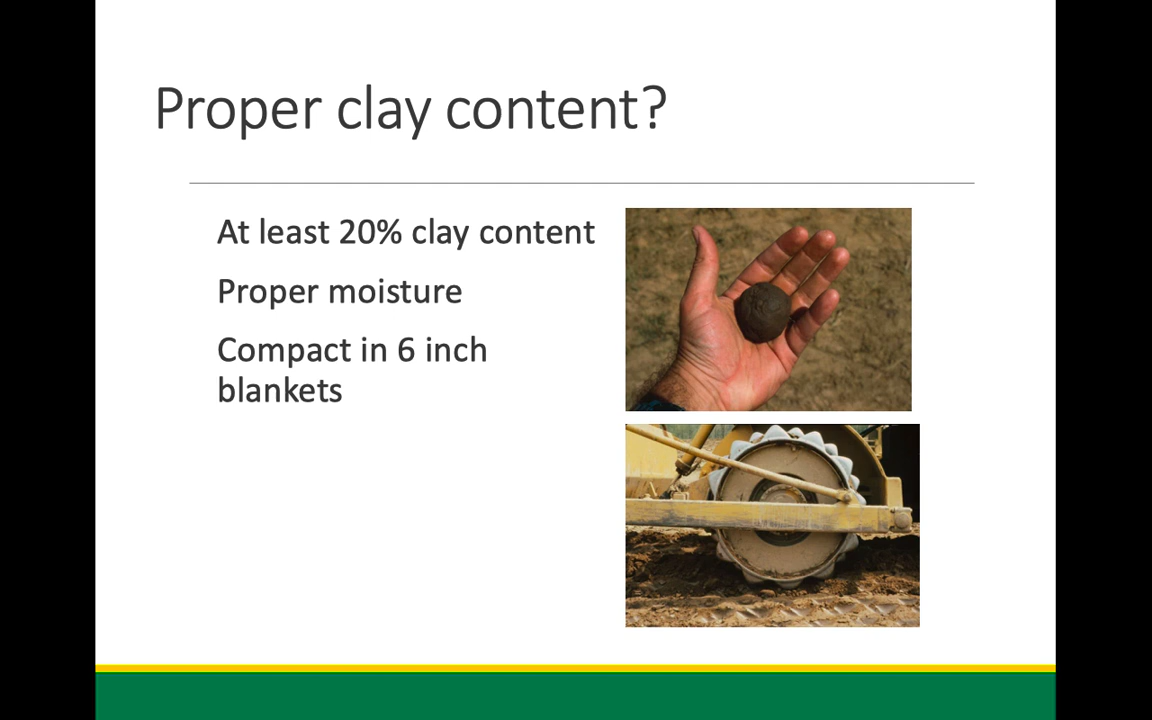 Proper clay content?
At least 20% clay content
Proper moisture
Compact in 6 inch
blankets